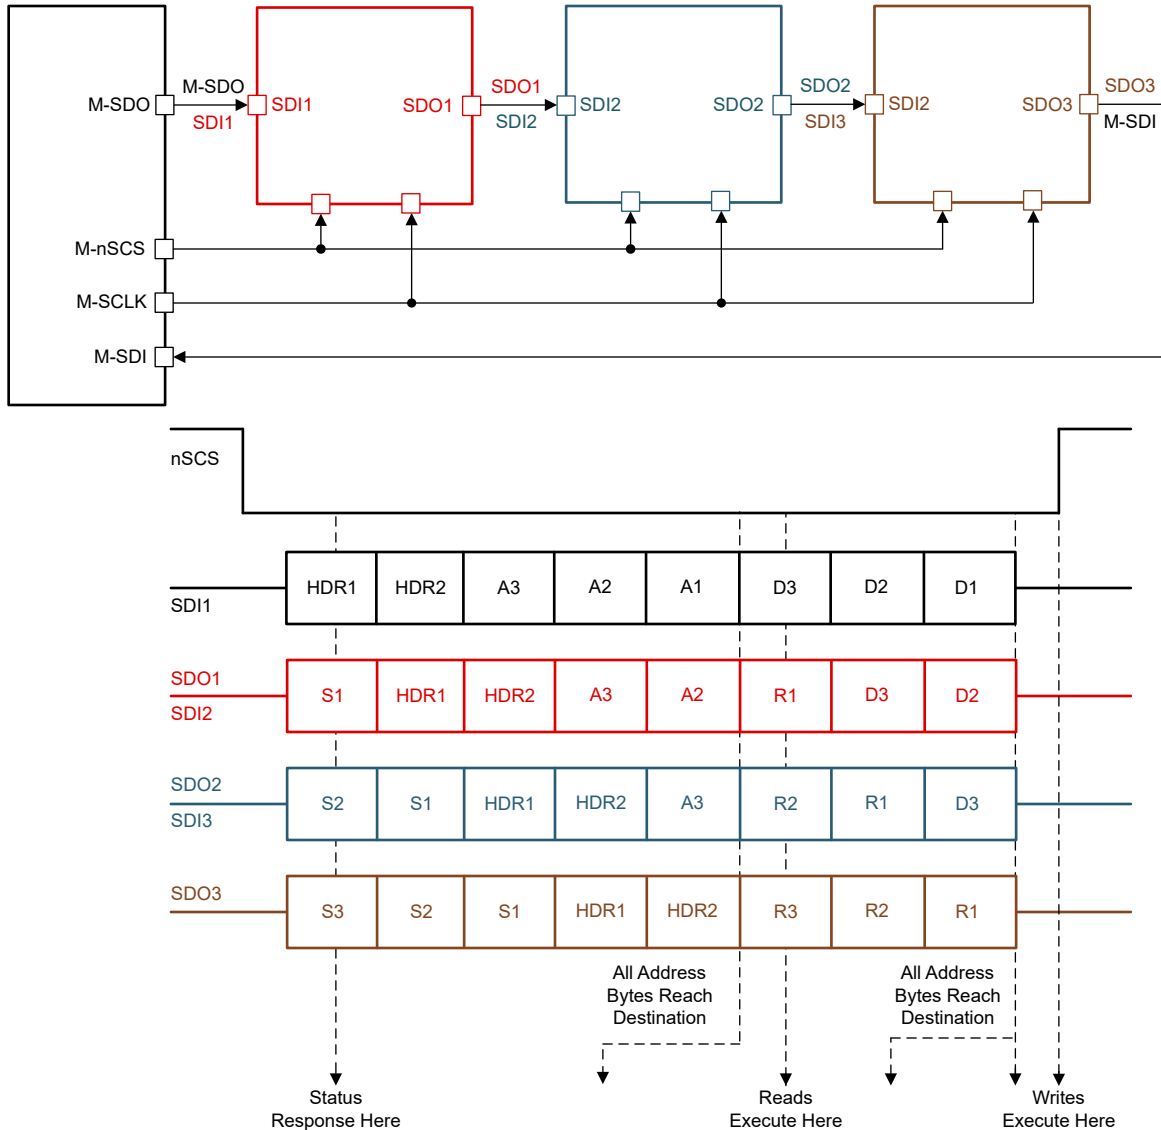 M-SDO
M-SDO
SDI1
SDI1
SDO1
SDO1
SDI2
SDI2
SDO2
SDO2
SDI3
SDI2
SDO3
SDO3
M-SDI
M-nSCS
M-SCLK
M-SDI
nSCS
HDR1 HDR2 A3 A2 A1 D3 D2 D1
SDI1
SDO1
S1 HDR1 HDR2 A3 A2 R1 D3 D2
SDI2
SDO2
S2 S1 HDR1 HDR2 A3 R2 R1 D3
SDI3
SDO3
S3 S2 S1 HDR1 HDR2 R3 R2 R1
All Address
Bytes Reach
Destination
All Address
Bytes Reach
Destination
Status
Response Here
Reads
Execute Here
Writes
Execute Here